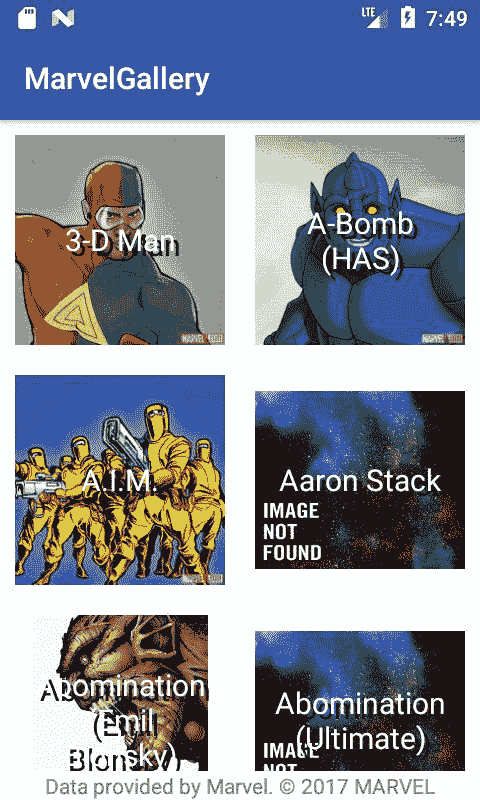 LTE 7:49
MarvelGallery
3-D Man
A-Bomb
(HAS)
A.I.M.
Aaron Stack
IMAGE
NOT
FOUND
Abomination
(Emil
Blonsky)
Abomination
(Ultimate)
IMAGE
NOT
Data provided by Marvel. © 2017 MARVEL